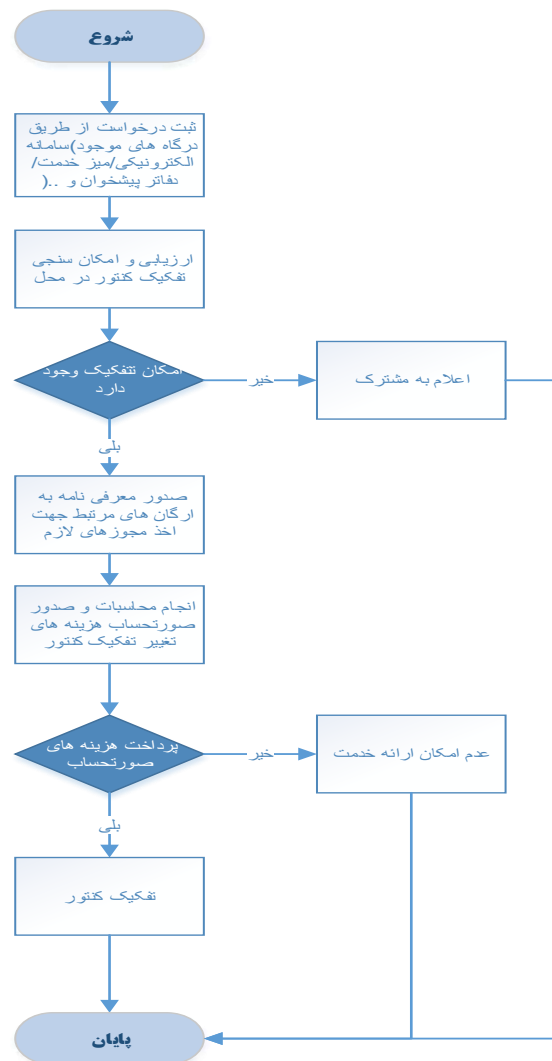 شروع
ثبت درخواست از طریق
درگاه های موجود)سامانه
الکترونیکی/میز خدمت/
دفاتر پیشخوان و ..(
ارزیابی و امکان سنجی
تفکیک کنتور در محل
امکان تتفکیک وجود
دارد
خیر
اعلام به مشترک
بلی
صدور معرفی نامه به
ارگان های مرتبط جهت
اخذ مجوزهای لازم
انجام محاسبات و صدور
صورتحساب هزینه های
تغییر تفکیک کنتور
پرداخت هزینه های
صورتحساب
خیر
عدم امکان ارائه خدمت
بلی
تفکیک کنتور
پایان